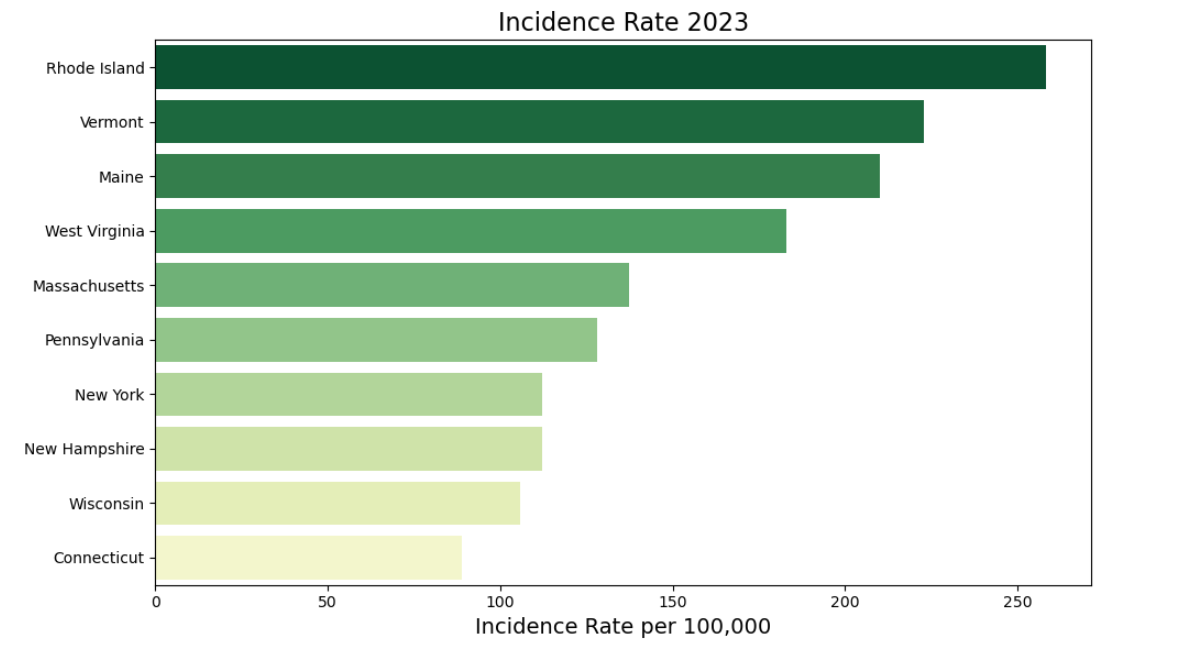 Incidence Rate 2023
Rhode Island
Vermont
Maine
West Virginia
Massachusetts
Pennsylvania
New York
New Hampshire
Wisconsin
Connecticut
0 50 100 150 200 250
Incidence Rate per 100,000